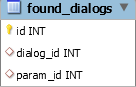 found_dialogs
id INT
dialog_id INT
param_id INT